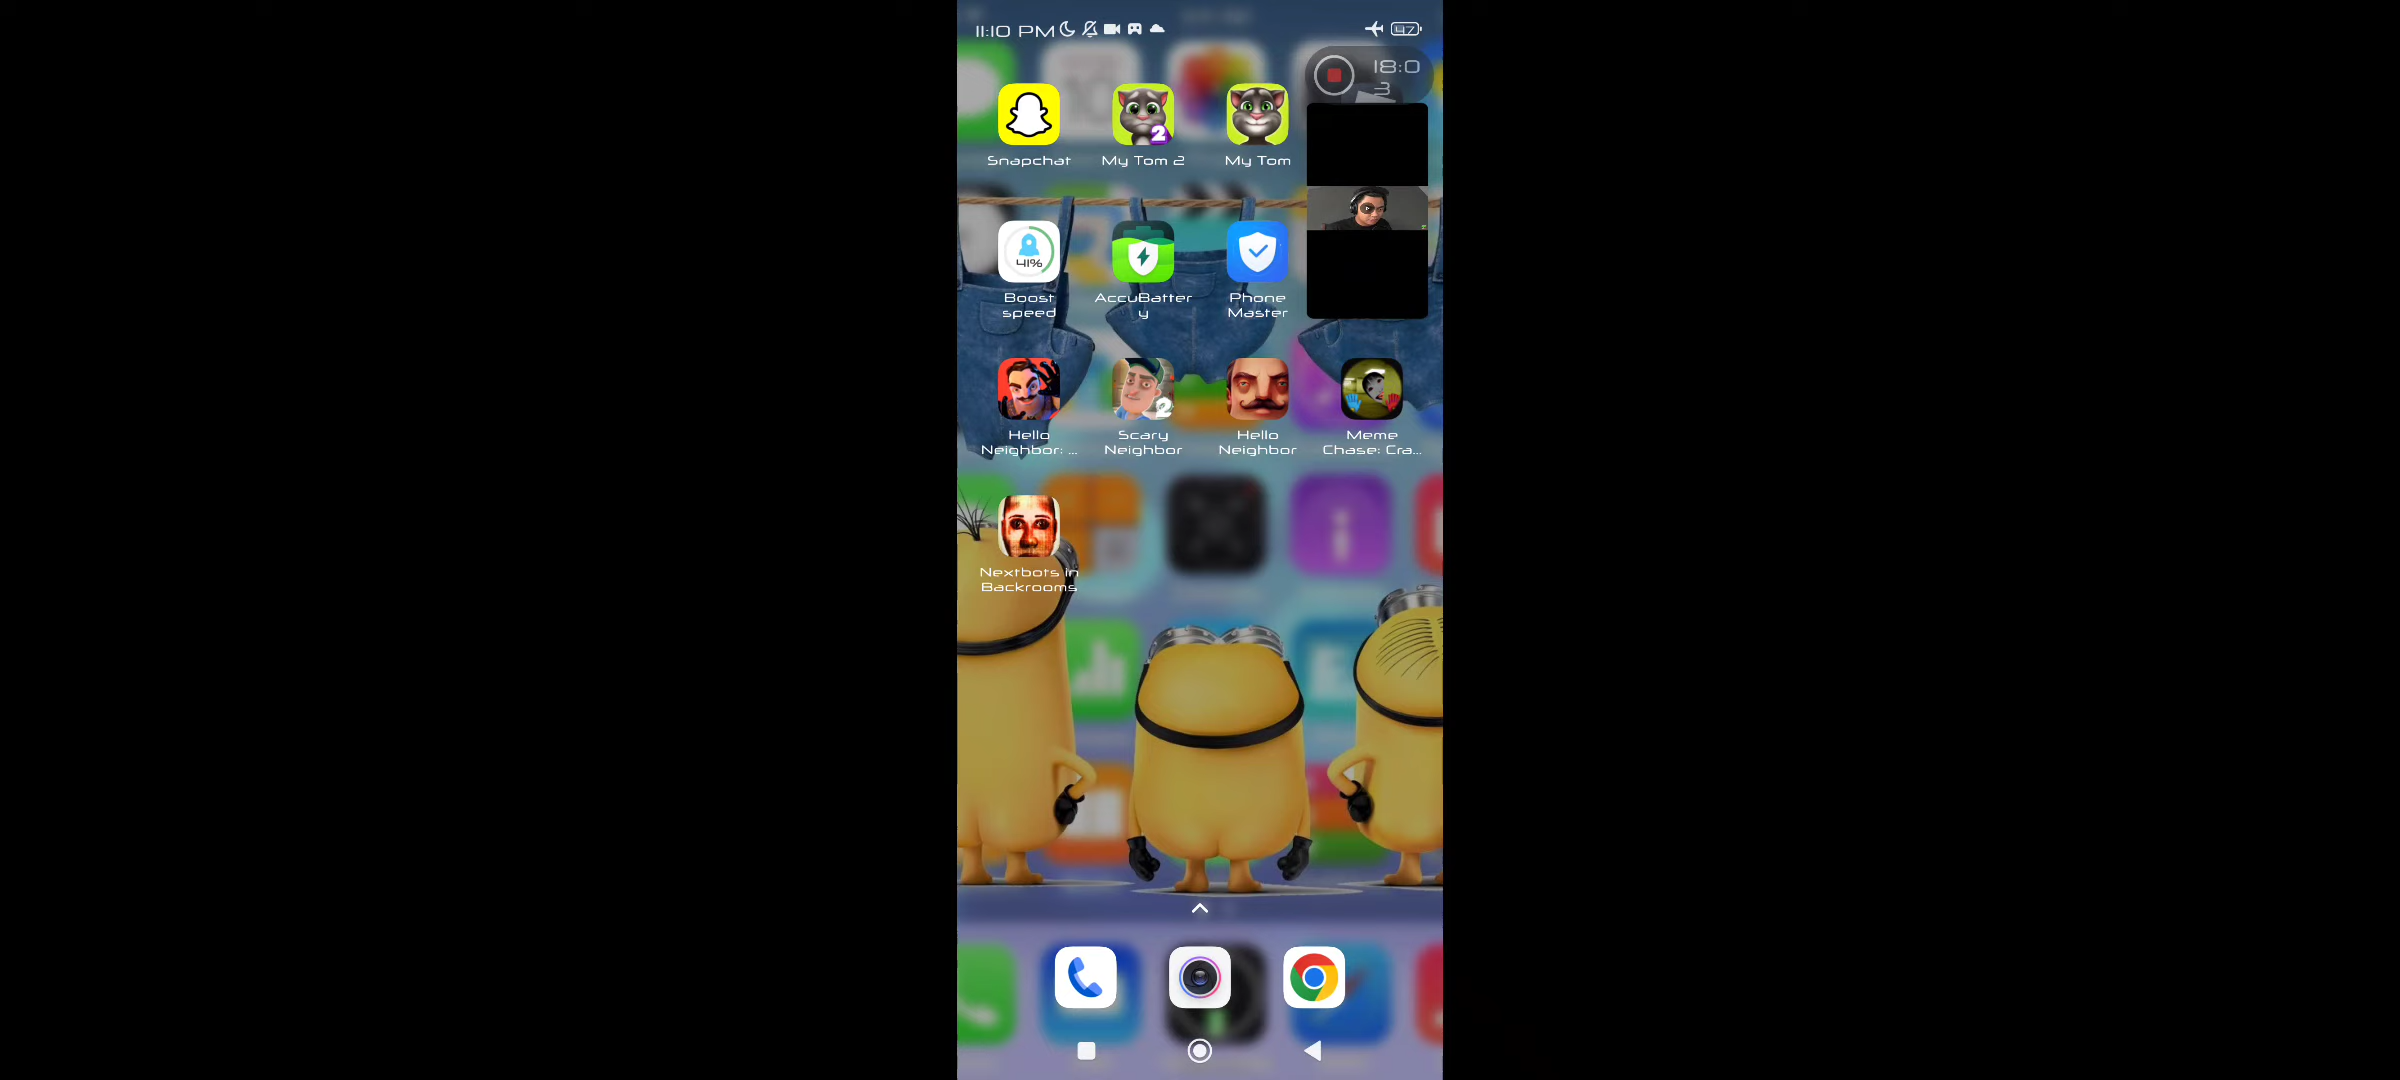 11:10 PM
47
18:0
3
Snapchat
My Tom 2
My Tom
41%
Boost
speed
AccuBatter
y
Phone
Master
Hello
Neighbor: ...
Scary
Neighbor
Hello
Neighbor
Meme
Chase: Cra...
Nextbots in
Backrooms